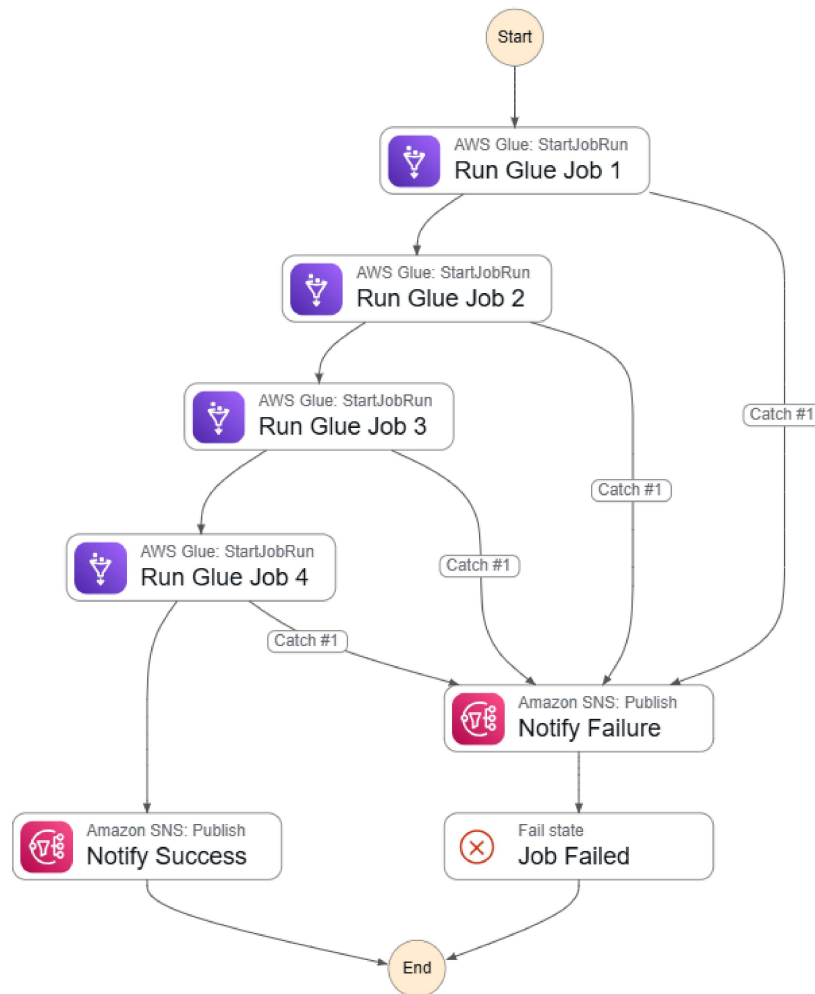 Start
AWS Glue: StartJobRun
Run Glue Job 1
AWS Glue: StartJobRun
Run Glue Job 2
AWS Glue: StartJobRun
Run Glue Job 3
Catch #1
Catch #1
AWS Glue: StartJobRun
Run Glue Job 4
Catch #1
Catch #1
Amazon SNS: Publish
Notify Failure
Amazon SNS: Publish
Notify Success
Fail state
Job Failed
End